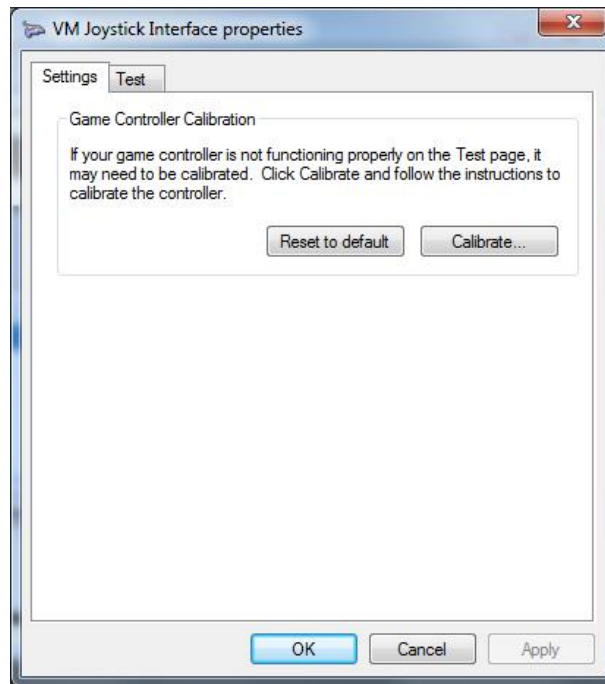 VM Joystick Interface properties
Settings Test
Game Controller Calibration
If your game controller is not functioning properly on the Test page, it
may need to be calibrated. Click Calibrate and follow the instructions to
calibrate the controller.
Reset to default Calibrate...
OK Cancel Apply